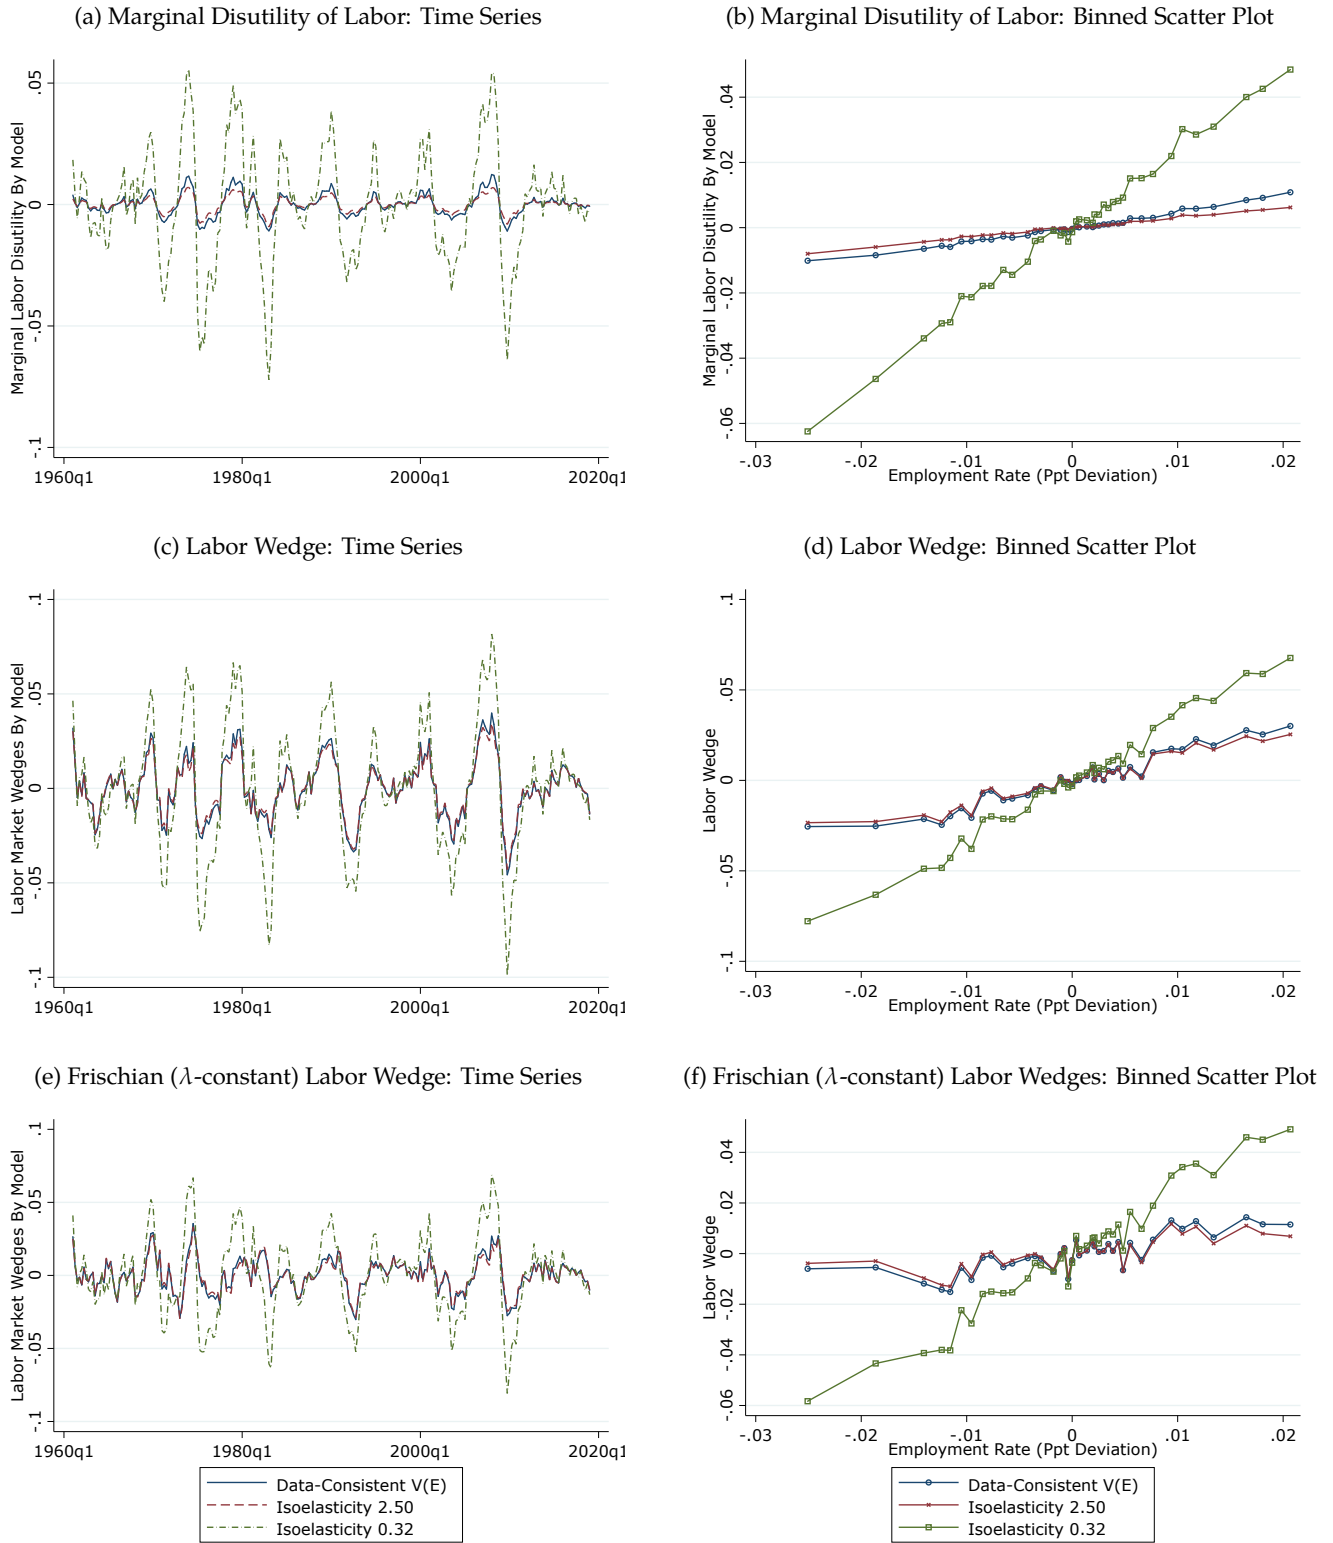 (a) Marginal Disutility of Labor: Time Series
Marginal Labor Disutility By Model
.05
0
-.05
-.1
1960q1 1980q1 2000q1 2020q1
(b) Marginal Disutility of Labor: Binned Scatter Plot
Marginal Labor Disutility By Model
.04
.02
0
-.02
-.04
-.06
-.03 -.02 -.01 0 .01 .02
Employment Rate (Ppt Deviation)
(c) Labor Wedge: Time Series
Labor Market Wedges By Model
.1
.05
0
-.05
-.1
1960q1 1980q1 2000q1 2020q1
(d) Labor Wedge: Binned Scatter Plot
Labor Wedge
.1
.05
0
-.05
-.1
-.03 -.02 -.01 0 .01 .02
Employment Rate (Ppt Deviation)
(e) Frischian (λ-constant) Labor Wedge: Time Series
Labor Market Wedges By Model
.1
.05
0
-.05
-.1
1960q1 1980q1 2000q1 2020q1
Data-Consistent V(E)
Isoelasticity 2.50
Isoelasticity 0.32
(f) Frischian (λ-constant) Labor Wedges: Binned Scatter Plot
Labor Wedge
.04
.02
0
-.02
-.04
-.06
-.03 -.02 -.01 0 .01 .02
Employment Rate (Ppt Deviation)
Data-Consistent V(E)
Isoelasticity 2.50
Isoelasticity 0.32